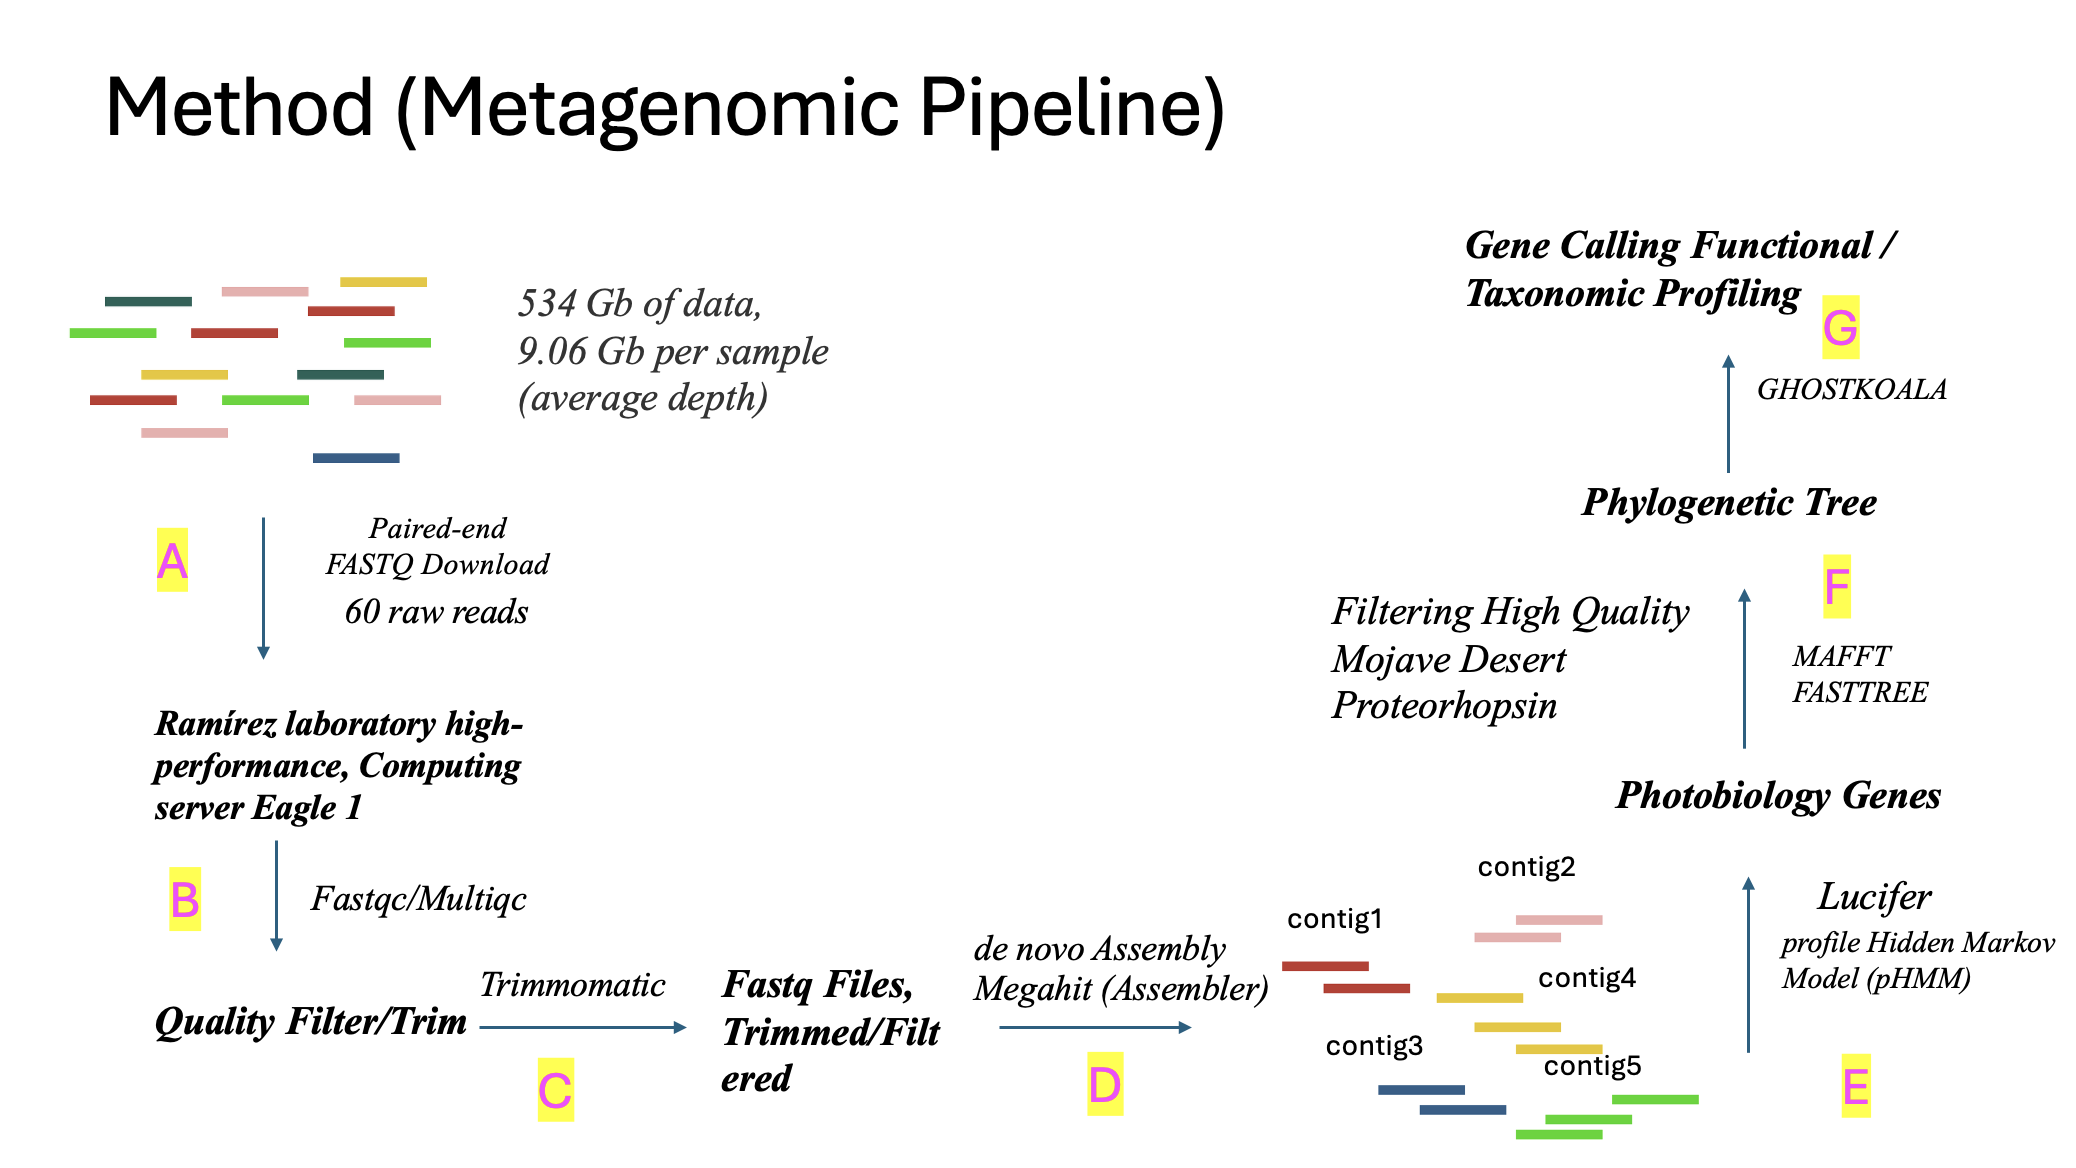 Method (Metagenomic Pipeline)
534 Gb of data,
9.06 Gb per sample
(average depth)
A
Paired-end
FASTQ Download
60 raw reads
Ramírez laboratory high-
performance, Computing
server Eagle 1
B
Fastqc/Multiqc
Quality Filter/Trim
Trimmomatic
C
Fastq Files,
Trimmed/Filt
ered
de novo Assembly
Megahit (Assembler)
D
contig1
contig2
contig4
contig3
contig5
Lucifer
profile Hidden Markov
Model (pHMM)
E
Photobiology Genes
Filtering High Quality
Mojave Desert
Proteorhopsin
F
MAFFT
FASTTREE
Phylogenetic Tree
GHOSTKOALA
G
Gene Calling Functional /
Taxonomic Profiling